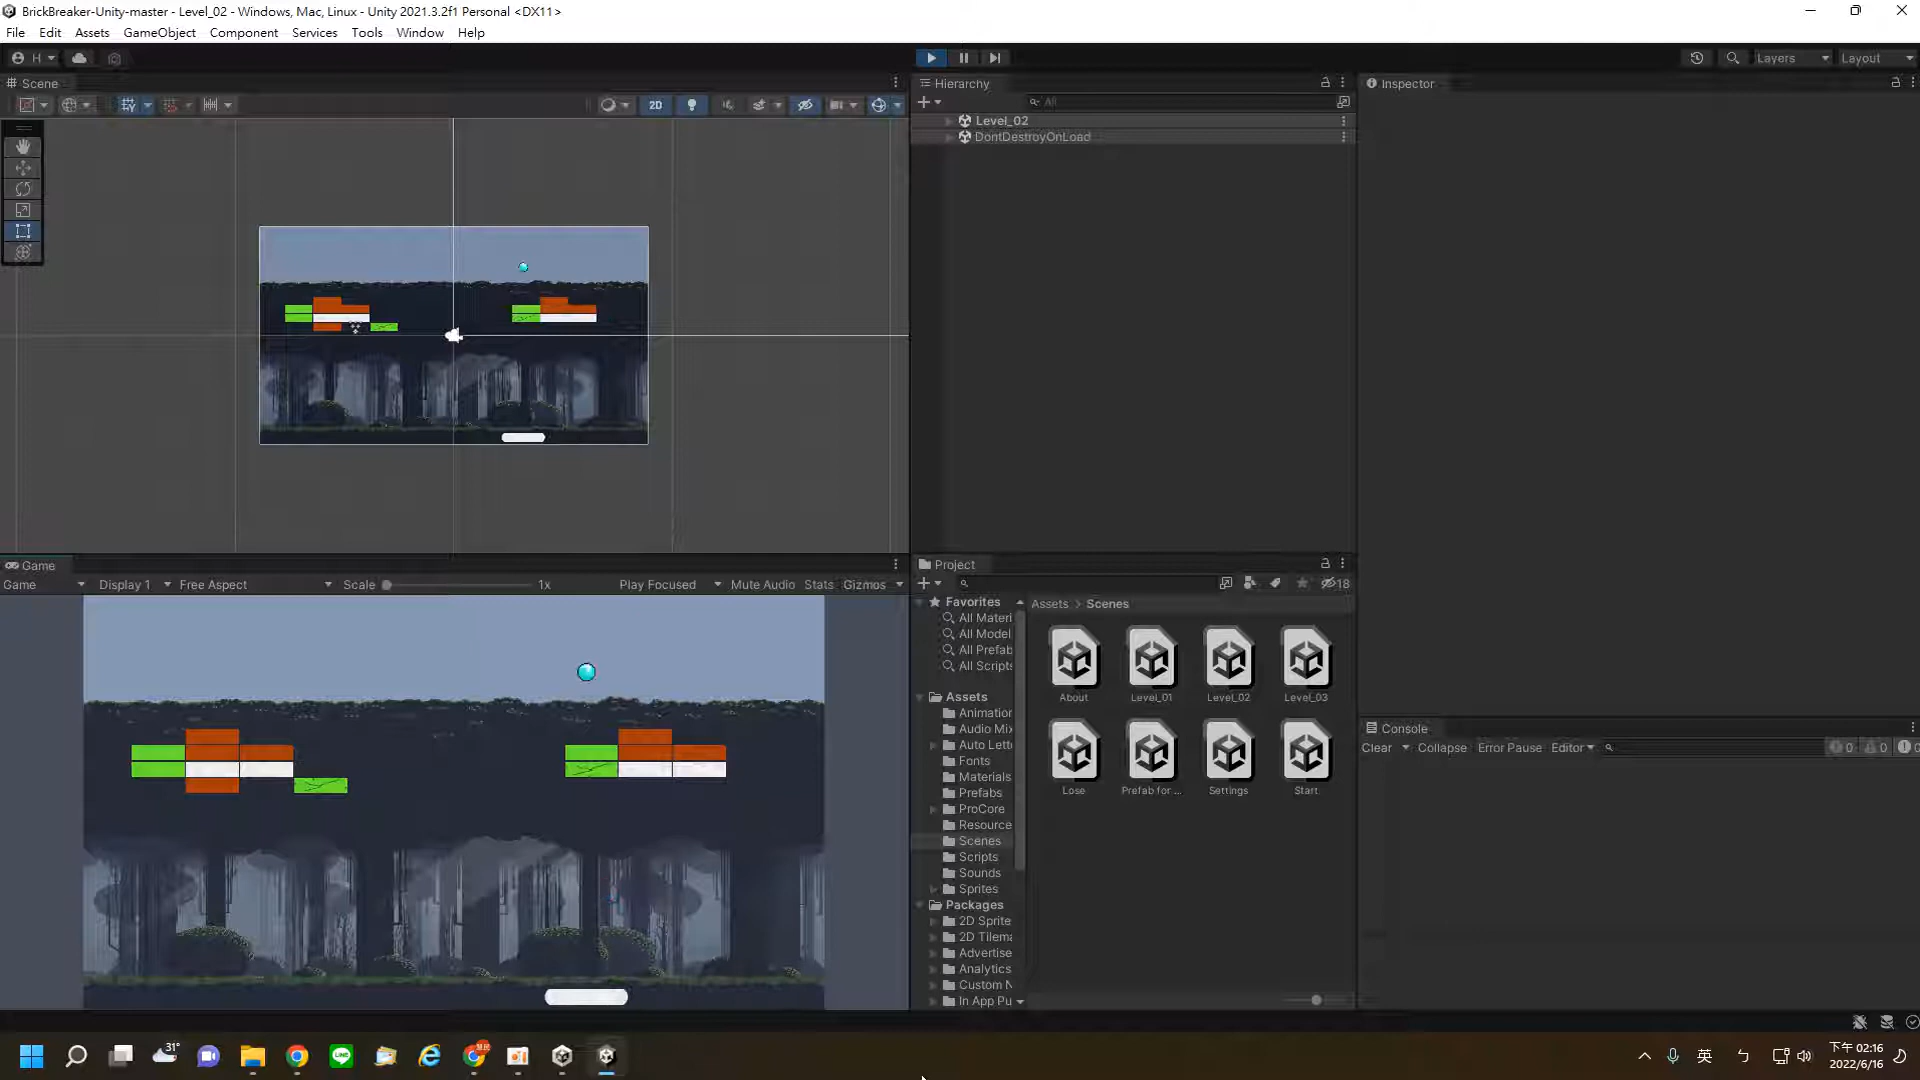 BrickBreaker-Unity-master - Level_02 - Windows, Mac, Linux - Unity 2021.3.2f1 Personal <DX11>
File Edit Assets GameObject Component Services Tools Window Help
H Layers Layout
Scene
2D
Hierarchy
All
Level_02
DontDestroyOnLoad
Inspector
Game
Game Display 1 Free Aspect Scale 1x Play Focused Mute Audio Stats Gizmos
Project
18
Favorites
All Materi
All Model
All Prefab
All Scripts
Assets
Animation
Audio Mix
Auto Lett
Fonts
Materials
Prefabs
ProCore
Resource
Scenes
Scripts
Sounds
Sprites
Packages
2D Sprite
2D Tilema
Advertise
Analytics
Custom N
In App Pu
Assets > Scenes
About Level_01 Level_02 Level_03
Lose Prefab for ... Settings Start
Console
Clear Collapse Error Pause Editor 0 0 0
31°
LINE
英 ㄅ
下午 02:16
2022/6/16